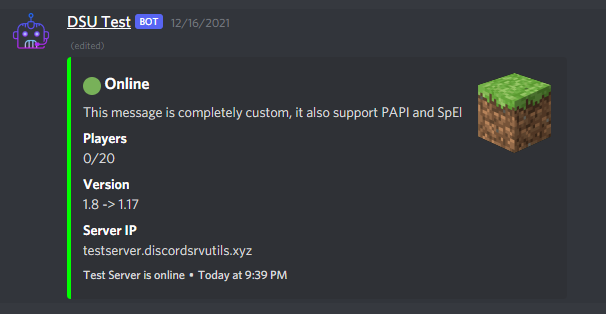 DSU Test BOT 12/16/2021
(edited)
Online
This message is completely custom, it also support PAPI and SpEl
Players
0/20
Version
1.8 -> 1.17
Server IP
testserver.discordsrvutils.xyz
Test Server is online • Today at 9:39 PM